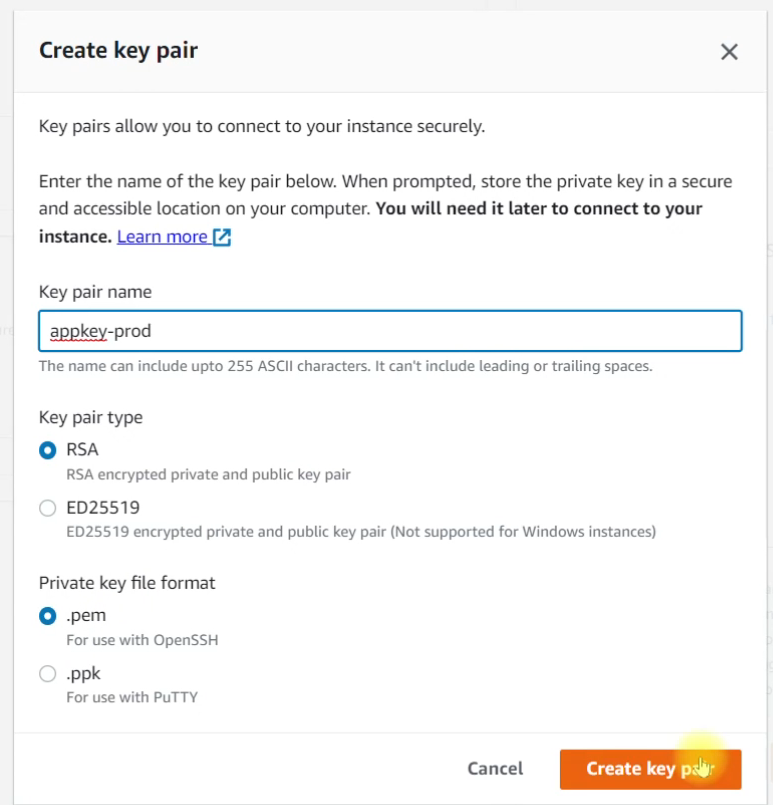 Create key pair
Key pairs allow you to connect to your instance securely.
Enter the name of the key pair below. When prompted, store the private key in a secure
and accessible location on your computer. You will need it later to connect to your
instance. Learn more
Key pair name
appkey-prod
The name can include upto 255 ASCII characters. It can't include leading or trailing spaces.
Key pair type
RSA
RSA encrypted private and public key pair
ED25519
ED25519 encrypted private and public key pair (Not supported for Windows instances)
Private key file format
.pem
For use with OpenSSH
.ppk
For use with PuTTY
Cancel
Create key pair